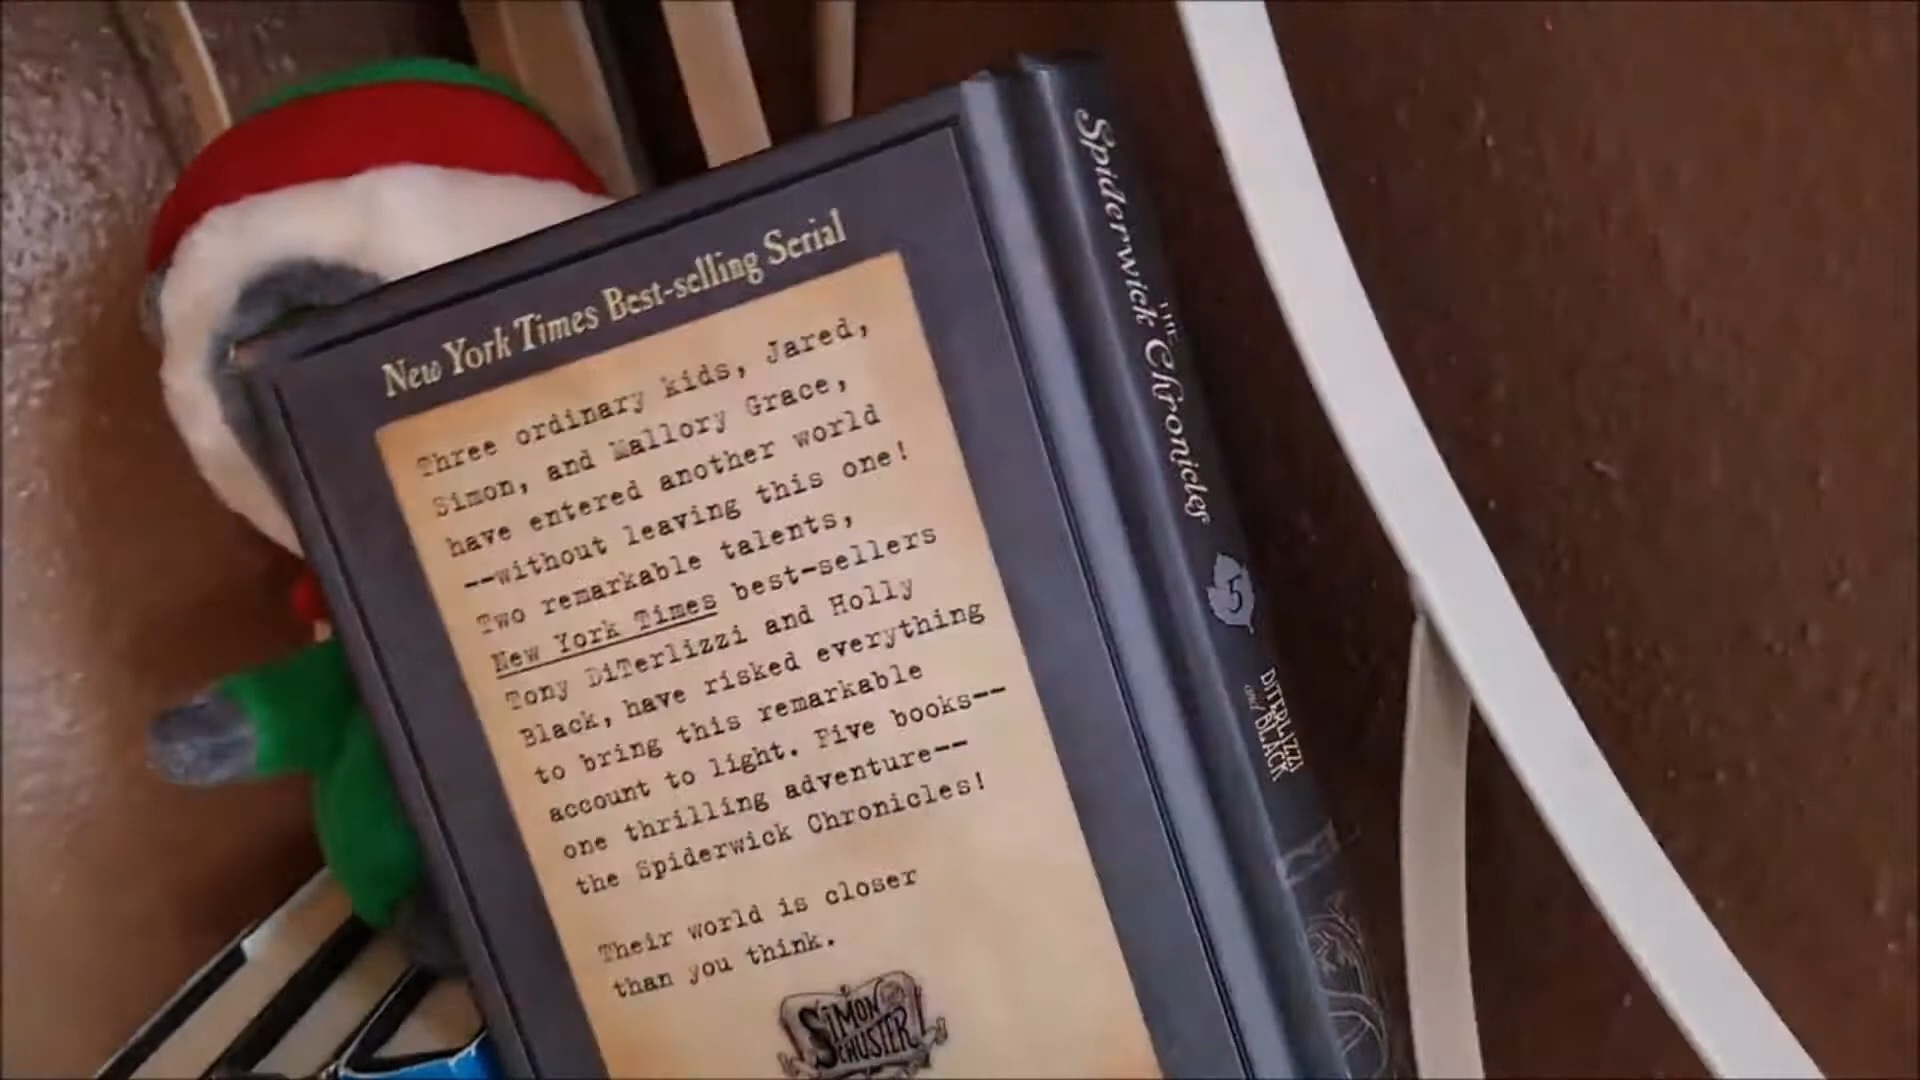 New York Times Best-selling Serial
Three ordinary kids, Jared,
Simon, and Mallory Grace,
have entered another world
--without leaving this one!
Two remarkable talents,
New York Times best-sellers
Tony DiTerlizzi and Holly
Black, have risked everything
to bring this remarkable
account to light. Five books--
one thrilling adventure--
the Spiderwick Chronicles!
Their world is closer
than you think.
SIMON
SCHUSTER
THE
Spiderwick Chronicles
5
DITERLIZZI
and BLACK